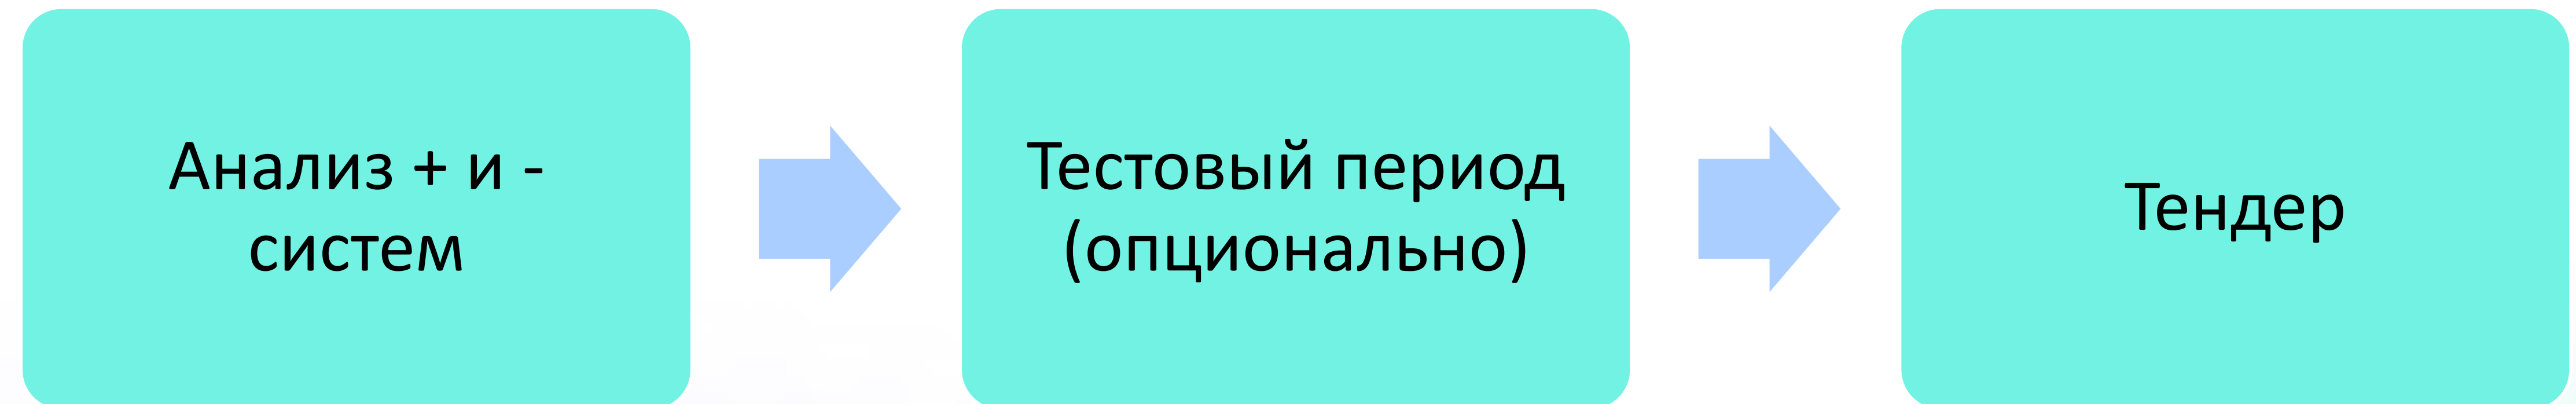 Анализ + и -
систем
Тестовый период
(опционально)
Тендер